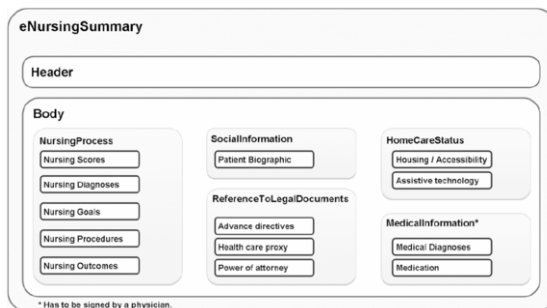 eNursingSummary
Header
Body
NursingProcess
Nursing Scores
Nursing Diagnoses
Nursing Goals
Nursing Procedures
Nursing Outcomes
SocialInformation
Patient Biographic
ReferenceToLegalDocuments
Advance directives
Health care proxy
Power of attorney
HomeCareStatus
Housing / Accessibility
Assistive technology
MedicalInformation*
Medical Diagnoses
Medication
* Has to be signed by a physician.